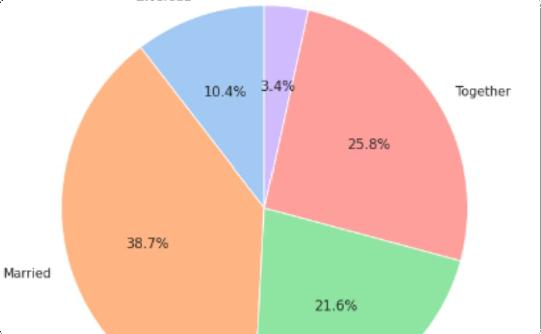 3.4%
10.4%
Together
25.8%
38.7%
Married
21.6%